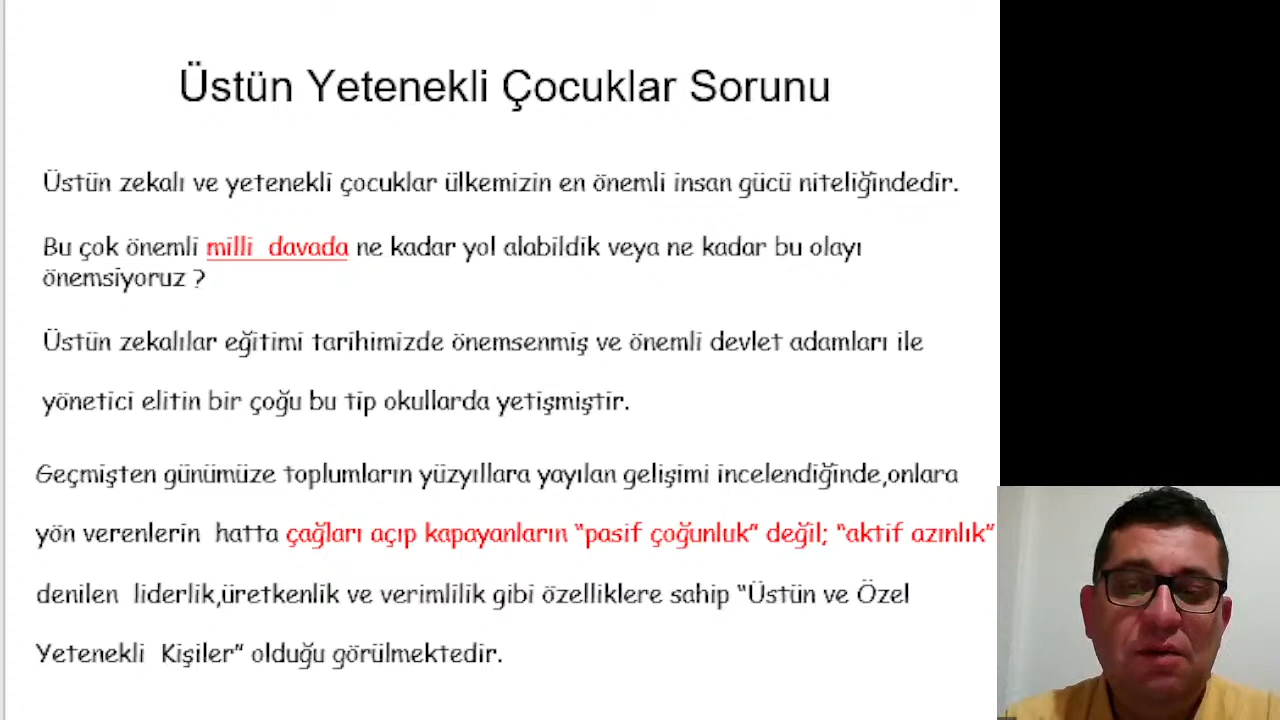 Üstün Yetenekli Çocuklar Sorunu
Üstün zekalı ve yetenekli çocuklar ülkemizin en önemli insan gücü niteliğindedir.
Bu çok önemli milli  davada ne kadar yol alabildik veya ne kadar bu olayı
önemsiyoruz ?
Üstün zekalılar eğitimi tarihimizde önemsenmiş ve önemli devlet adamları ile
yönetici elitin bir çoğu bu tip okullarda yetişmiştir.
Geçmişten günümüze toplumların yüzyıllara yayılan gelişimi incelendiğinde,onlara
yön verenlerin  hatta çağları açıp kapayanların “pasif çoğunluk” değil; “aktif azınlık”
denilen  liderlik,üretkenlik ve verimlilik gibi özelliklere sahip “Üstün ve Özel
Yetenekli  Kişiler” olduğu görülmektedir.